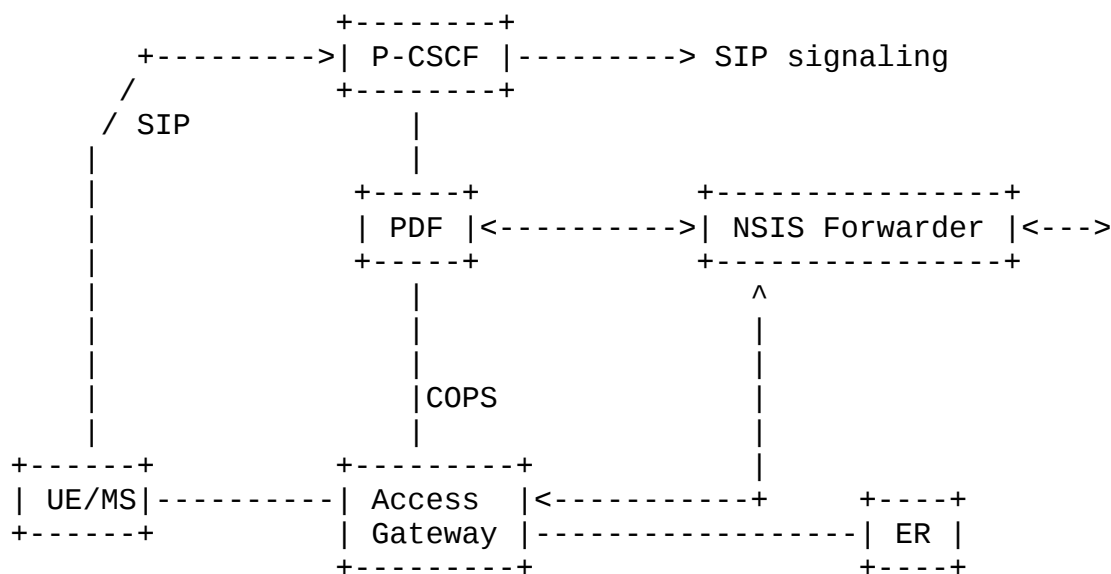 P-CSCF SIP signaling
SIP
PDF NSIS Forwarder
COPS
UE/MS Access
Gateway ER